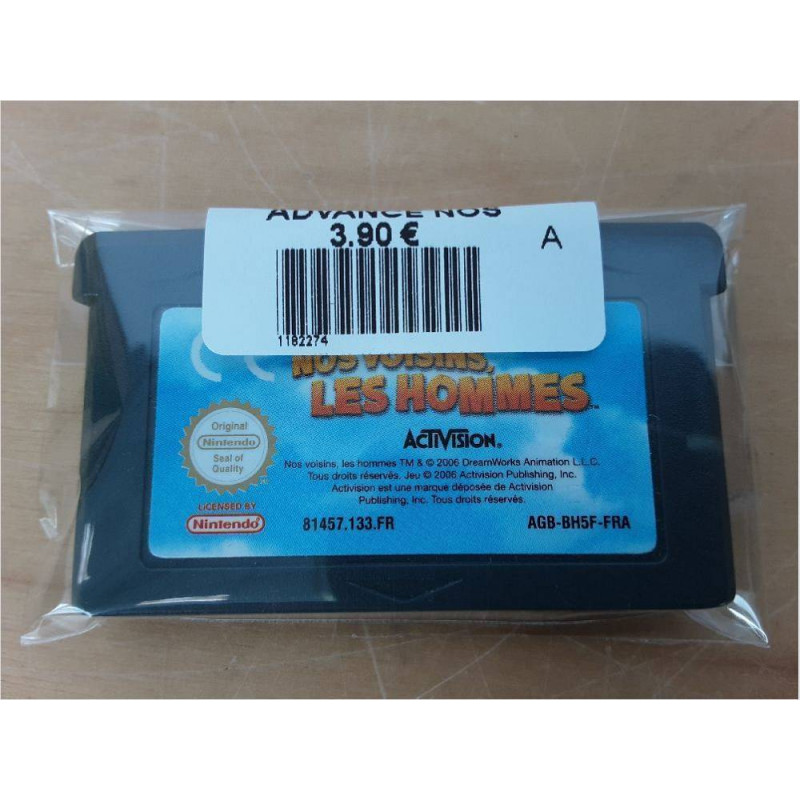 ADVANCE NOS
3.90 €
A
1182274
NOS VOISINS,
LES HOMMES™
ACTIVISION®
Nos voisins, les hommes TM & © 2006 DreamWorks Animation L.L.C.
Tous droits réservés. Jeu © 2006 Activision Publishing, Inc.
Activision est une marque déposée de Activision
Publishing, Inc. Tous droits réservés.
Original
Nintendo
Seal of
Quality
LICENSED BY
Nintendo
81457.133.FR
AGB-BH5F-FRA